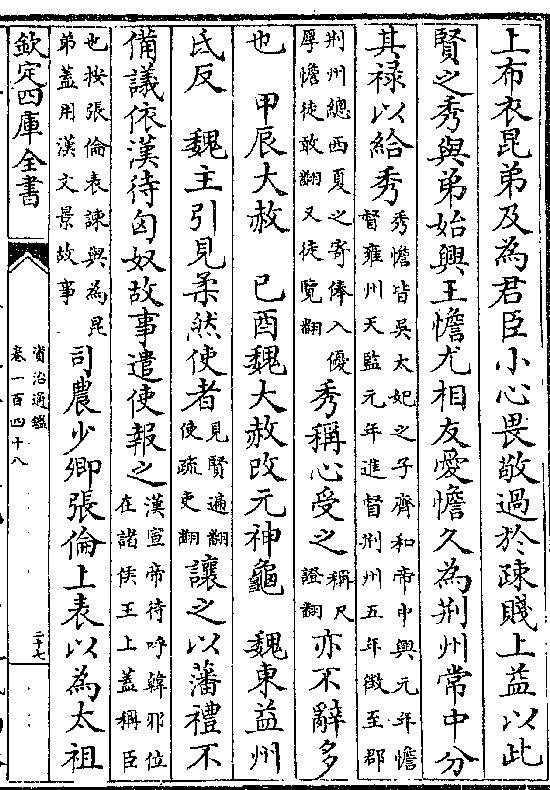 上布衣昆弟及為君臣小心畏敬過於疎賤上益以此
賢之秀與弟始興王憺尤相友愛憺久為荆州常中分
其禄以給秀
秀憺皆吳太妃之子齊和帝中興元年憺
督雍州天監元年進督荆州五年徴至郡
荆州總西夏之寄俸入優
厚憺徒敢翻又徒覽翻
秀稱心受之
稱尺
證翻
亦不辭多
也 甲辰大赦 已酉魏大赦改元神龜 魏東益州
氐反 魏主引見柔然使者
見賢遍翻
使疏吏翻
讓之以藩禮不
備議依漢待匈奴故事遣使報之
漢宣帝待呼韓邪位
在諸侯王上蓋稱臣
也按張倫表諫與為昆
弟蓋用漢文景故事
司農少卿張倫上表以為太祖
欽定四庫全書
資治通鑑
卷一百四十八
二十七